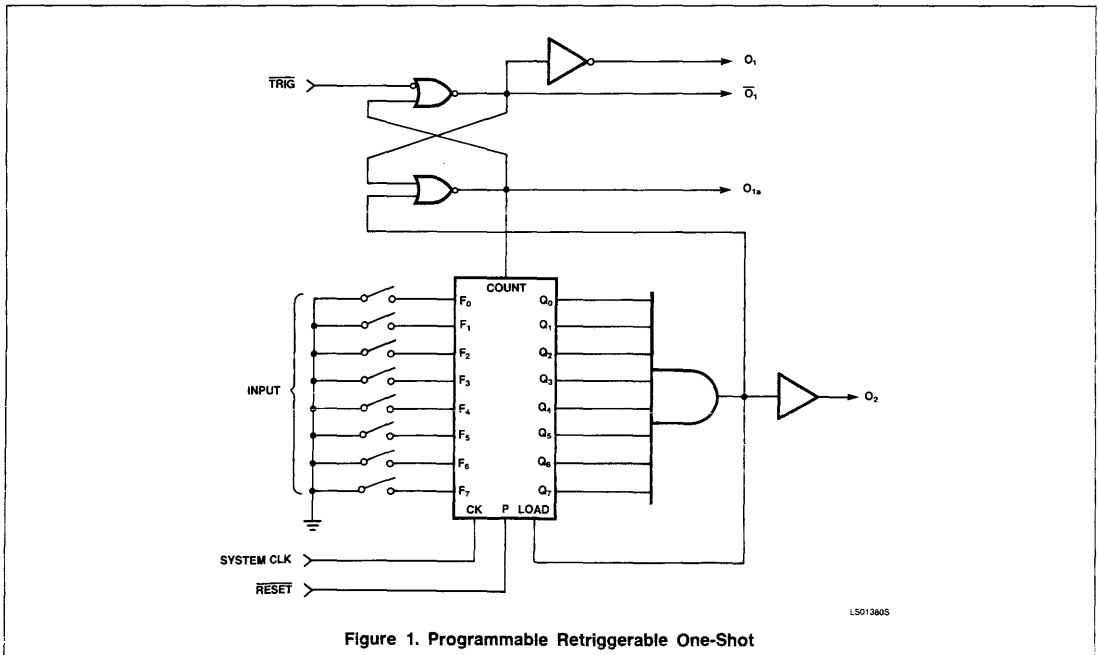 O₁
TRIG
O₁
O₁ₐ
COUNT
F₀ Q₀
F₁ Q₁
F₂ Q₂
F₃ Q₃
INPUT
F₄ Q₄
O₂
F₅ Q₅
F₆ Q₆
F₇ Q₇
CK P LOAD
SYSTEM CLK
RESET
LS01380S
Figure 1. Programmable Retriggerable One-Shot